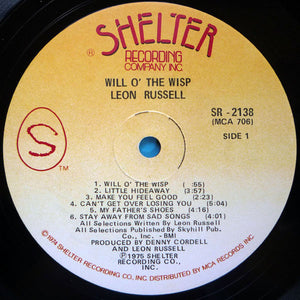 SHELTER
® RECORDING
COMPANY INC
WILL O' THE WISP
LEON RUSSELL
SR - 2138
(MCA 706)
SIDE 1
S
TM
1. WILL O' THE WISP ( :55)
2. LITTLE HIDEAWAY (3:57)
3. MAKE YOU FEEL GOOD (2:23)
4. CAN'T GET OVER LOSING YOU (5:04)
5. MY FATHER'S SHOES (4:01)
6. STAY AWAY FROM SAD SONGS (4:06)
All Selections Written By Leon Russell
All Selections Published By Skyhill Pub.
Co., Inc. - BMI
PRODUCED BY DENNY CORDELL
AND LEON RUSSELL
℗ 1975 SHELTER
RECORDING CO.,
INC.
© 1974 SHELTER RECORDING CO, INC DISTRIBUTED BY MCA RECORDS INC.